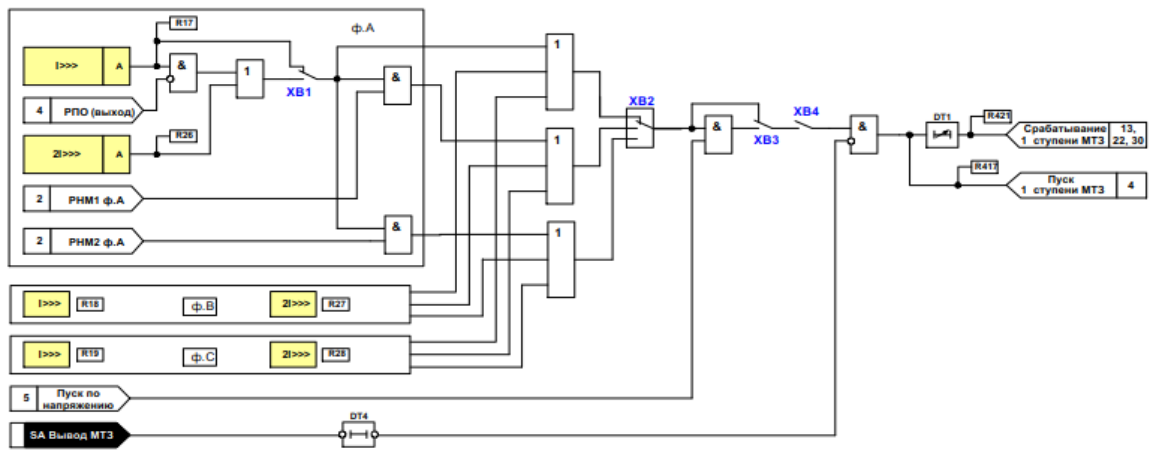 R17
ф.А
I>>> A
&
1
XB1
&
1
4 РПО (выход)
R26
2I>>> A
2 РНМ1 ф.А
2 РНМ2 ф.А
&
1
1
XB2
&
XB3
XB4
&
DT1
R421
Срабатывание 13,
1 ступени МТЗ 22, 30
R417
Пуск 4
1 ступени МТЗ
I>>> R18 ф.В 2I>>> R27
I>>> R19 ф.С 2I>>> R28
5 Пуск по
напряжению
DT4
SA Вывод МТЗ